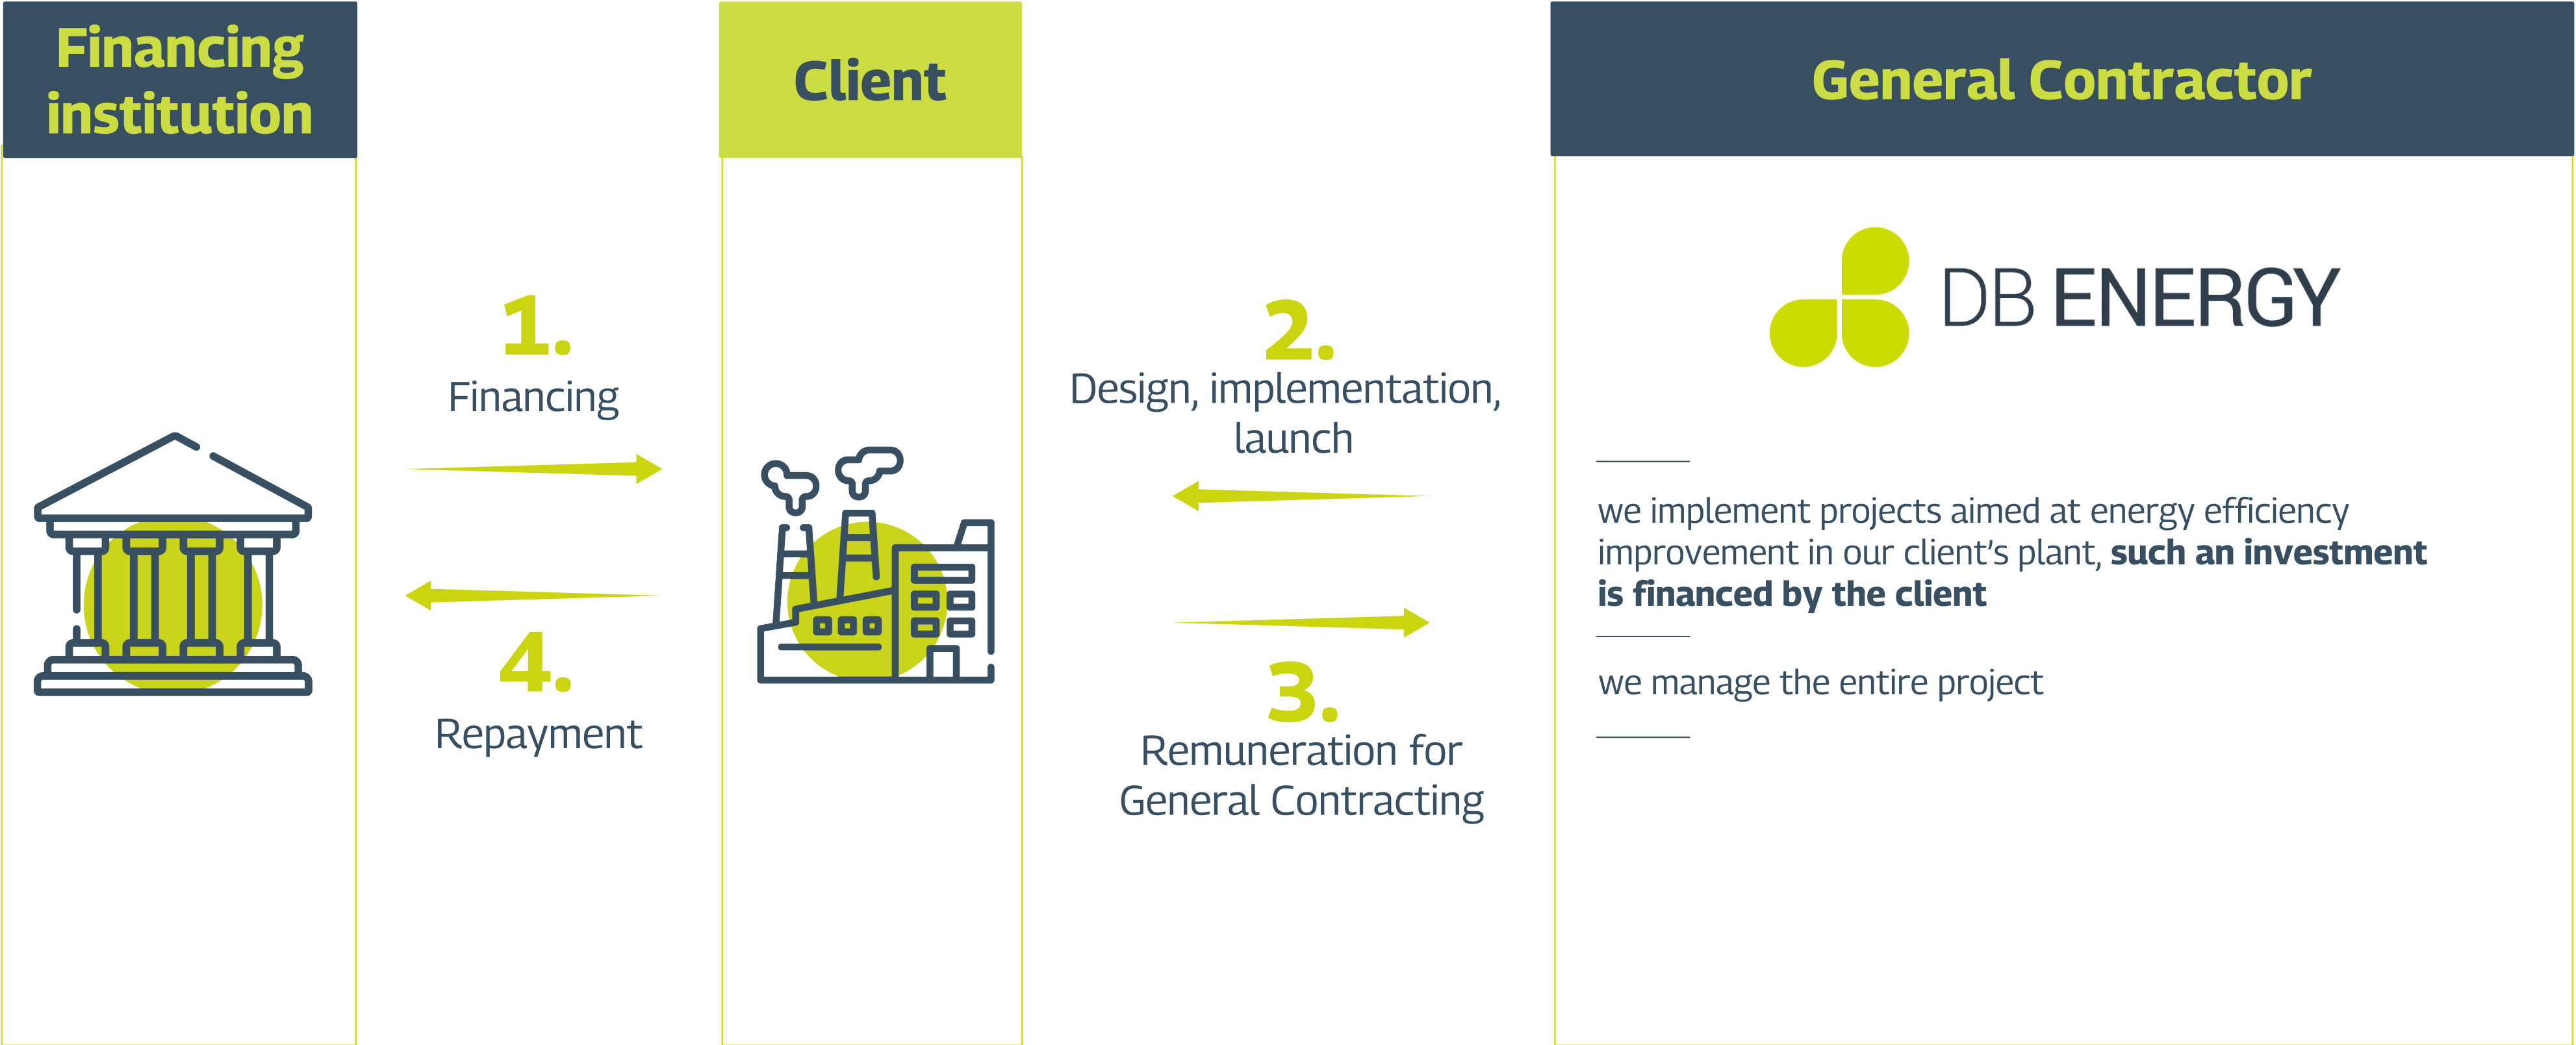 Financing
institution
Client
General Contractor
1.
Financing
4.
Repayment
2.
Design, implementation,
launch
3.
Remuneration for
General Contracting
DB ENERGY
we implement projects aimed at energy efficiency
improvement in our client’s plant, such an investment
is financed by the client
we manage the entire project